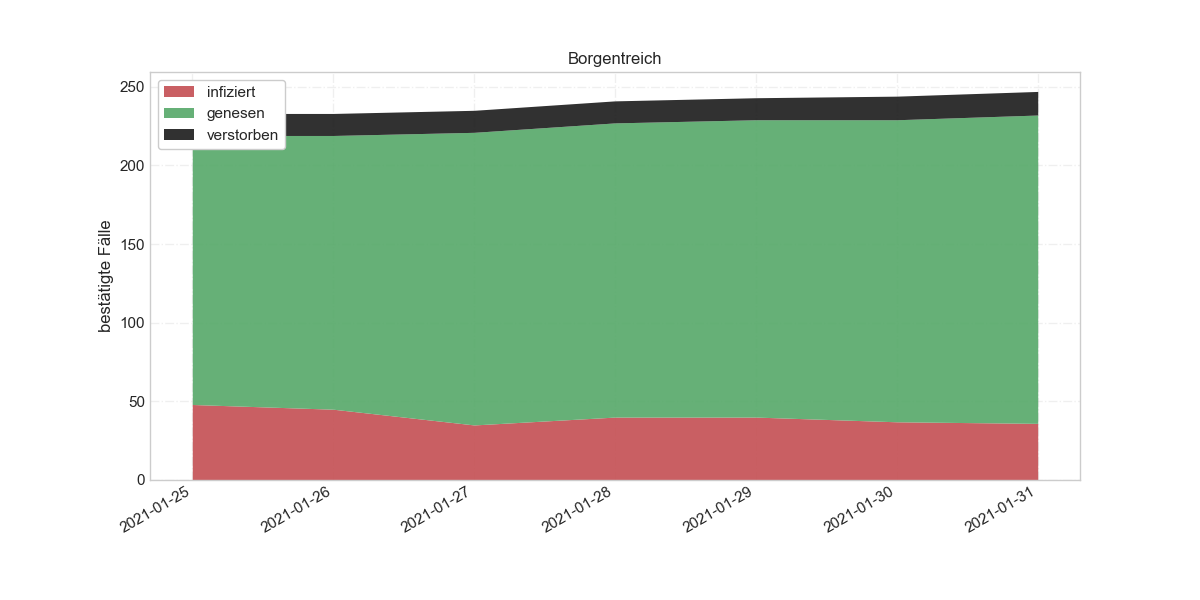 Borgentreich
infiziert
genesen
verstorben
bestätigte Fälle
250
200
150
100
50
0
2021-01-25
2021-01-26
2021-01-27
2021-01-28
2021-01-29
2021-01-30
2021-01-31